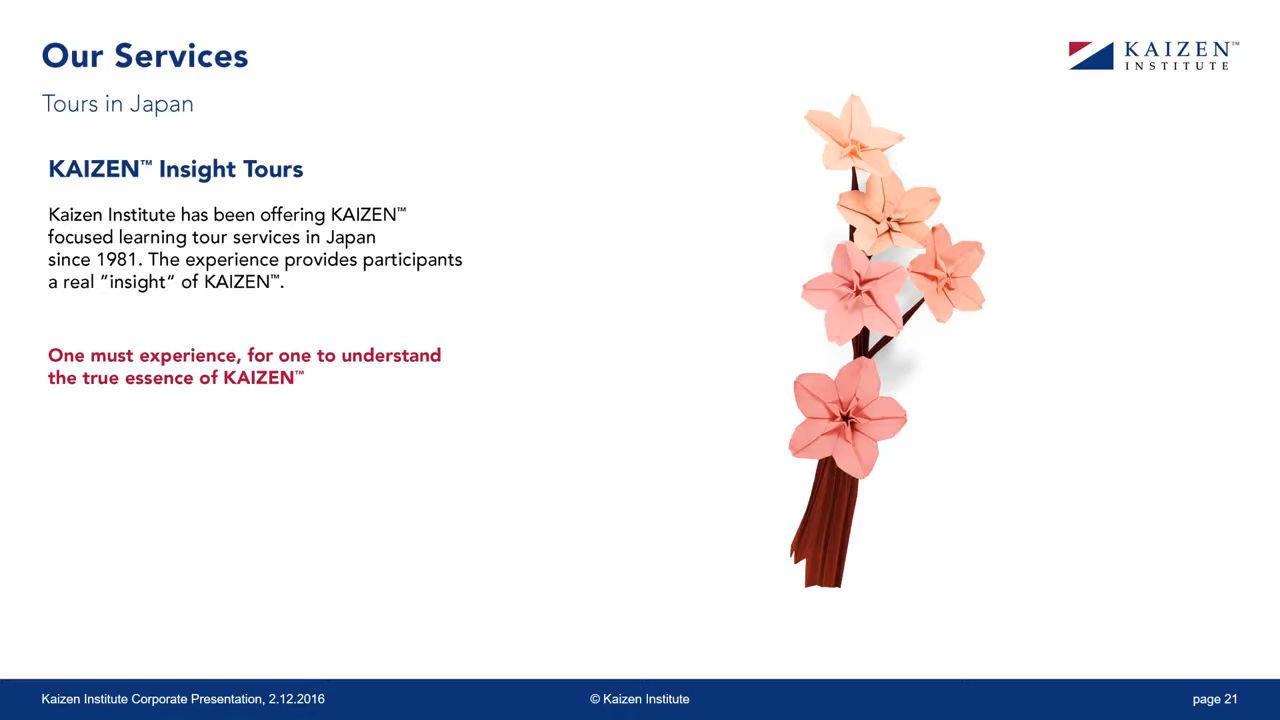 Our Services
KAIZEN™
INSTITUTE
Tours in Japan
KAIZEN™ Insight Tours
Kaizen Institute has been offering KAIZEN™
focused learning tour services in Japan
since 1981. The experience provides participants
a real “insight“ of KAIZEN™.
One must experience, for one to understand
the true essence of KAIZEN™
Kaizen Institute Corporate Presentation, 2.12.2016
© Kaizen Institute
page 21